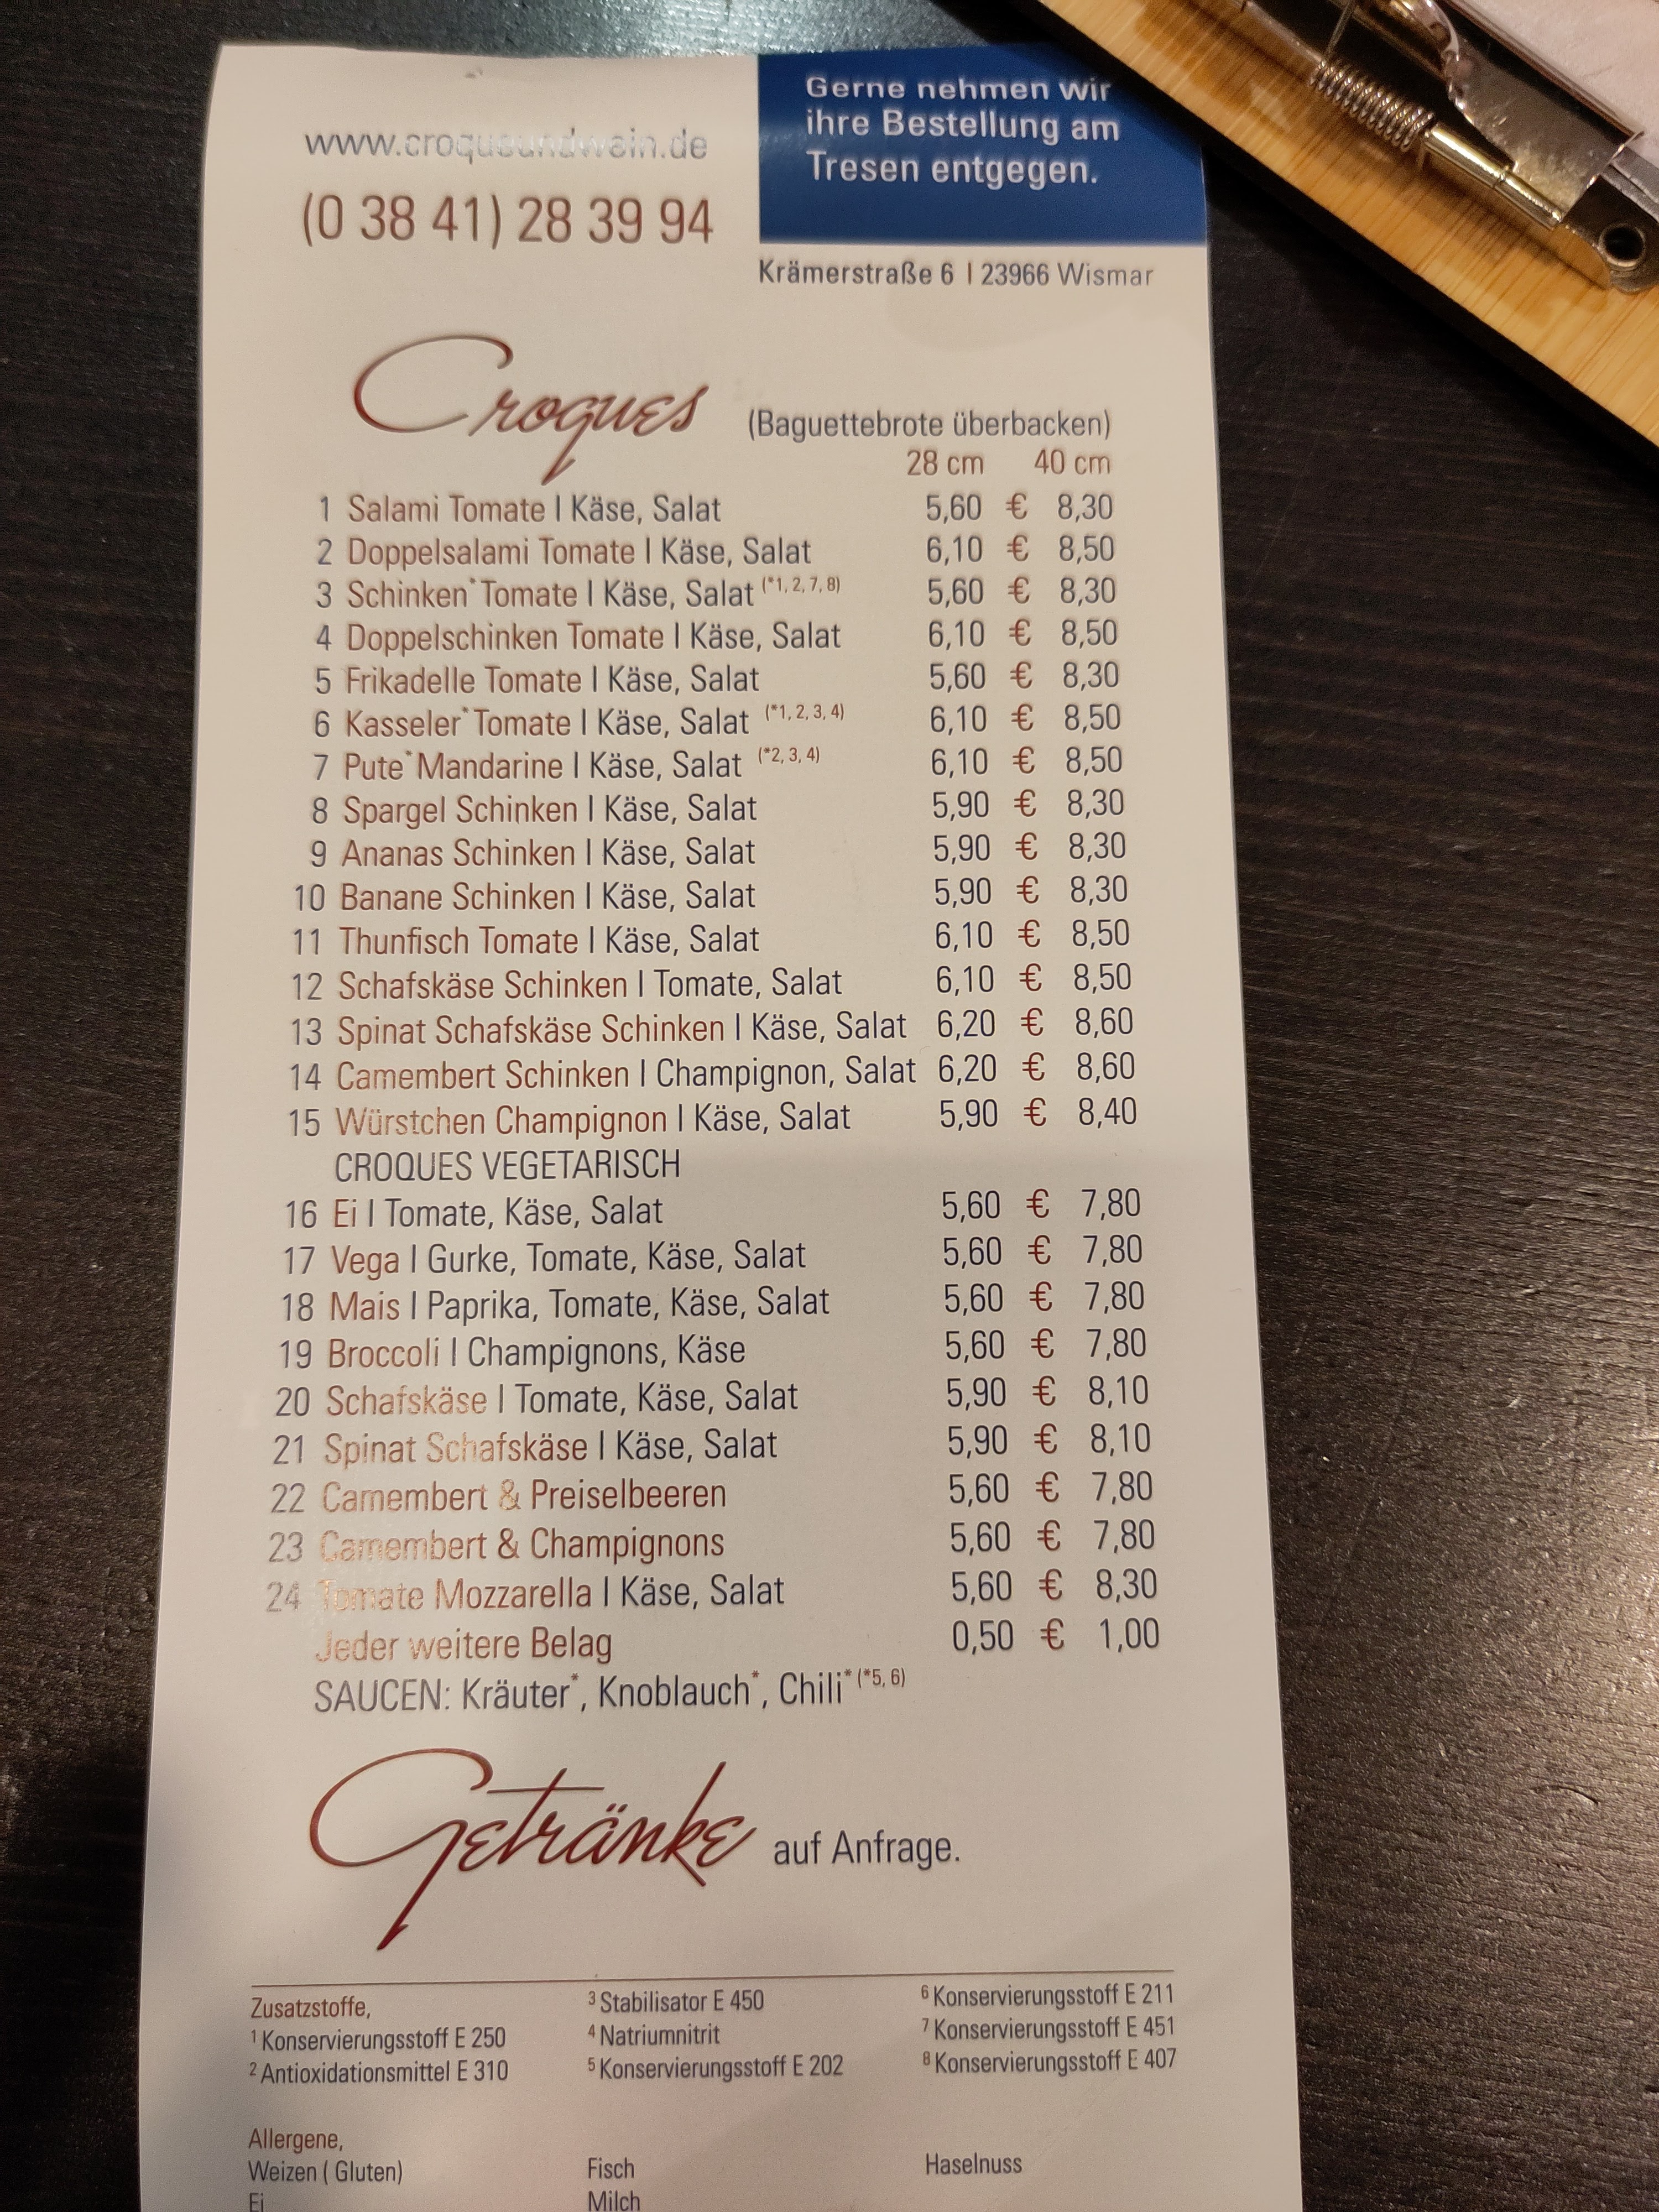 www.croqueundwein.de
(0 38 41) 28 39 94
Gerne nehmen wir
ihre Bestellung am
Tresen entgegen.
Krämerstraße 6 | 23966 Wismar
Croques (Baguettebrote überbacken)
28 cm 40 cm
1 Salami Tomate | Käse, Salat 5,60 € 8,30
2 Doppelsalami Tomate | Käse, Salat 6,10 € 8,50
3 Schinken* Tomate | Käse, Salat (*1, 2, 7, 8) 5,60 € 8,30
4 Doppelschinken Tomate | Käse, Salat 6,10 € 8,50
5 Frikadelle Tomate | Käse, Salat 5,60 € 8,30
6 Kasseler* Tomate | Käse, Salat (*1, 2, 3, 4) 6,10 € 8,50
7 Pute* Mandarine | Käse, Salat (*2, 3, 4) 6,10 € 8,50
8 Spargel Schinken | Käse, Salat 5,90 € 8,30
9 Ananas Schinken | Käse, Salat 5,90 € 8,30
10 Banane Schinken | Käse, Salat 5,90 € 8,30
11 Thunfisch Tomate | Käse, Salat 6,10 € 8,50
12 Schafskäse Schinken | Tomate, Salat 6,10 € 8,50
13 Spinat Schafskäse Schinken | Käse, Salat 6,20 € 8,60
14 Camembert Schinken | Champignon, Salat 6,20 € 8,60
15 Würstchen Champignon | Käse, Salat 5,90 € 8,40
CROQUES VEGETARISCH
16 Ei | Tomate, Käse, Salat 5,60 € 7,80
17 Vega | Gurke, Tomate, Käse, Salat 5,60 € 7,80
18 Mais | Paprika, Tomate, Käse, Salat 5,60 € 7,80
19 Broccoli | Champignons, Käse 5,60 € 7,80
20 Schafskäse | Tomate, Käse, Salat 5,90 € 8,10
21 Spinat Schafskäse | Käse, Salat 5,90 € 8,10
22 Camembert & Preiselbeeren 5,60 € 7,80
23 Camembert & Champignons 5,60 € 7,80
24 Tomate Mozzarella | Käse, Salat 5,60 € 8,30
Jeder weitere Belag 0,50 € 1,00
SAUCEN: Kräuter*, Knoblauch*, Chili* (*5, 6)
Getränke auf Anfrage.
Zusatzstoffe,
1 Konservierungsstoff E 250
2 Antioxidationsmittel E 310
3 Stabilisator E 450
4 Natriumnitrit
5 Konservierungsstoff E 202
6 Konservierungsstoff E 211
7 Konservierungsstoff E 451
8 Konservierungsstoff E 407
Allergene,
Weizen ( Gluten)
Ei
Fisch
Milch
Haselnuss